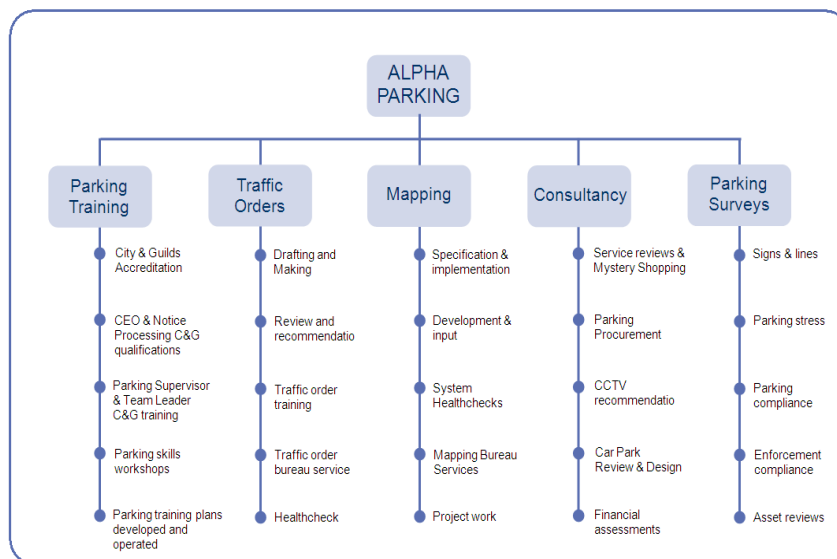 ALPHA
PARKING
Parking
Training
Traffic
Orders
Mapping
Consultancy
Parking
Surveys
City & Guilds
Accreditation
CEO & Notice
Processing C&G
qualifications
Parking Supervisor
& Team Leader
C&G training
Parking skills
workshops
Parking training plans
developed and
operated
Drafting and
Making
Review and
recommendatio
Traffic order
training
Traffic order
bureau service
Healthcheck
Specification &
implementation
Development &
input
System
Healthchecks
Mapping Bureau
Services
Project work
Service reviews &
Mystery Shopping
Parking
Procurement
CCTV
recommendatio
Car Park
Review & Design
Financial
assessments
Signs & lines
Parking stress
Parking
compliance
Enforcement
compliance
Asset reviews